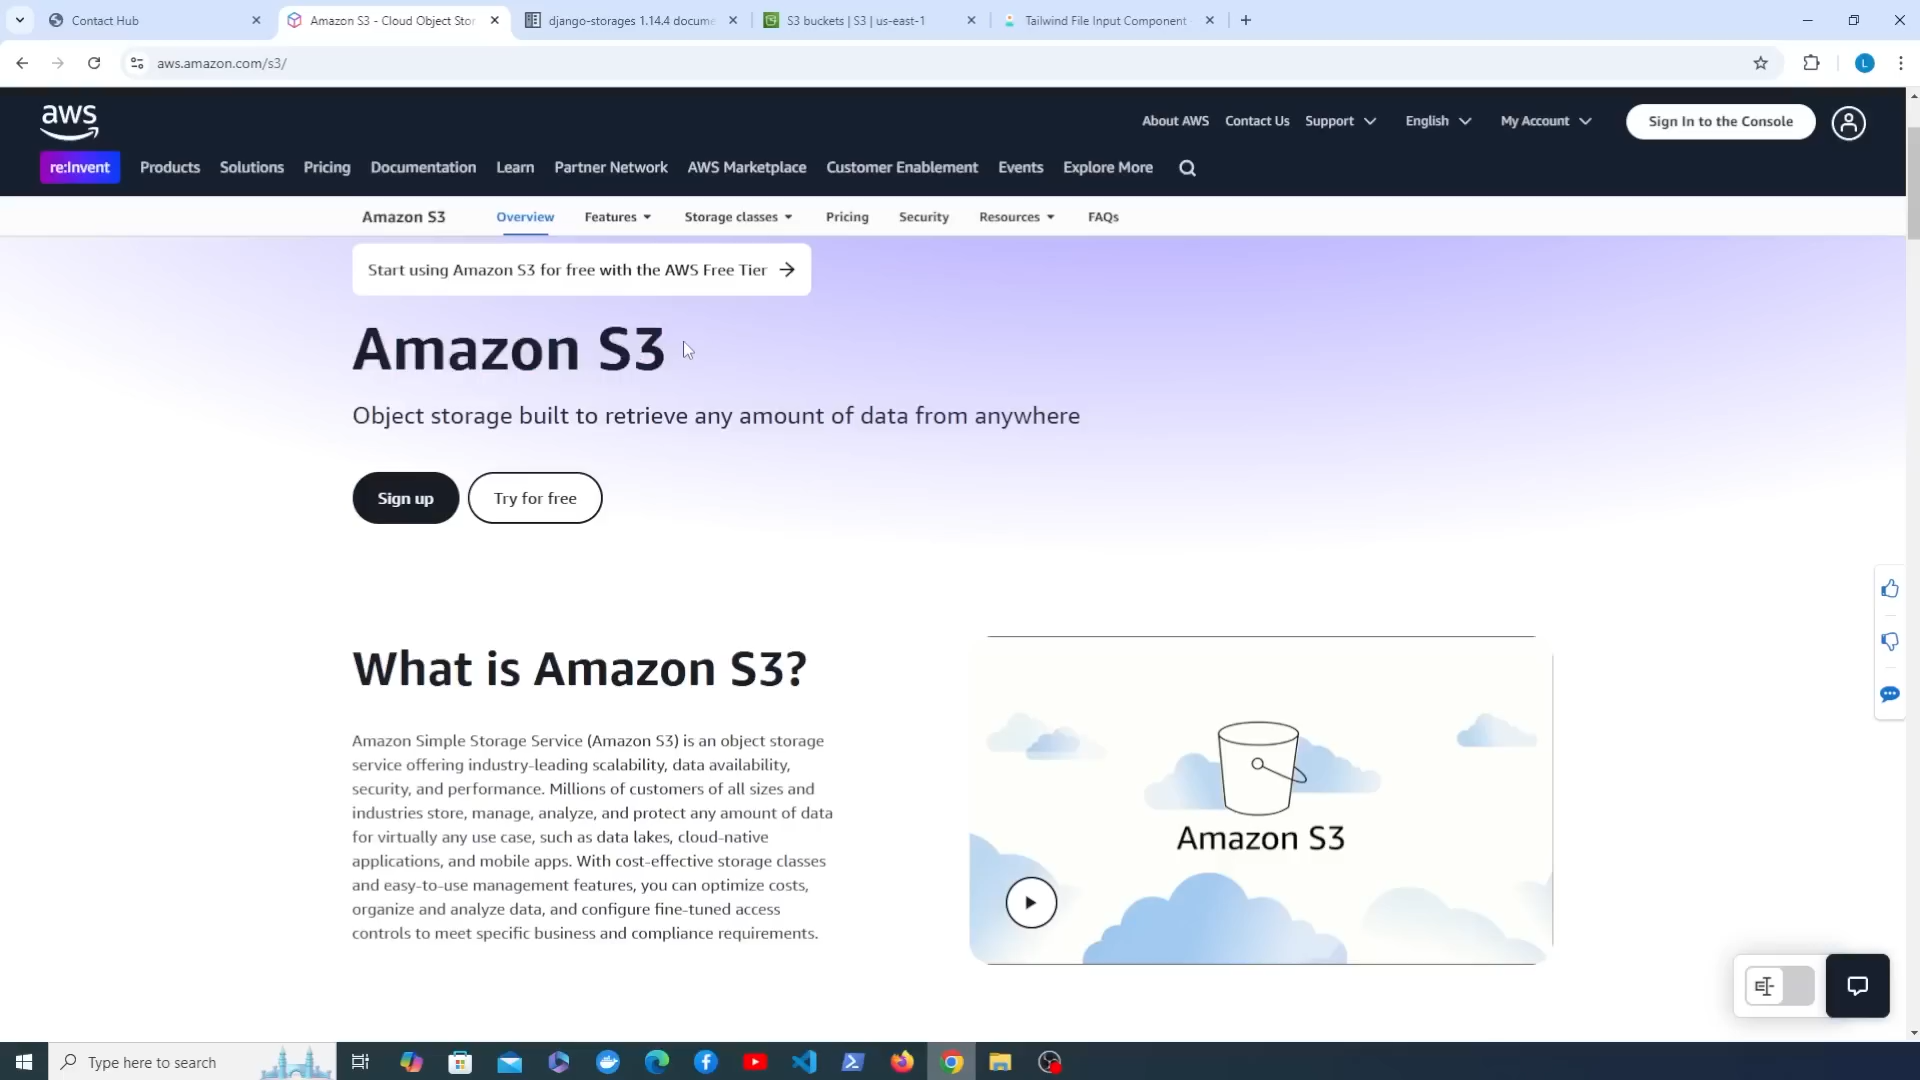 Contact Hub
Amazon S3 - Cloud Object Stor
django-storages 1.14.4 docume
S3 buckets | S3 | us-east-1
Tailwind File Input Component
aws.amazon.com/s3/
L
aws
About AWS
Contact Us
Support
English
My Account
Sign In to the Console
re:Invent
Products
Solutions
Pricing
Documentation
Learn
Partner Network
AWS Marketplace
Customer Enablement
Events
Explore More
Amazon S3
Overview
Features
Storage classes
Pricing
Security
Resources
FAQs
Start using Amazon S3 for free with the AWS Free Tier
Amazon S3
Object storage built to retrieve any amount of data from anywhere
Sign up
Try for free
What is Amazon S3?
Amazon Simple Storage Service (Amazon S3) is an object storage
service offering industry-leading scalability, data availability,
security, and performance. Millions of customers of all sizes and
industries store, manage, analyze, and protect any amount of data
for virtually any use case, such as data lakes, cloud-native
applications, and mobile apps. With cost-effective storage classes
and easy-to-use management features, you can optimize costs,
organize and analyze data, and configure fine-tuned access
controls to meet specific business and compliance requirements.
Amazon S3
Type here to search